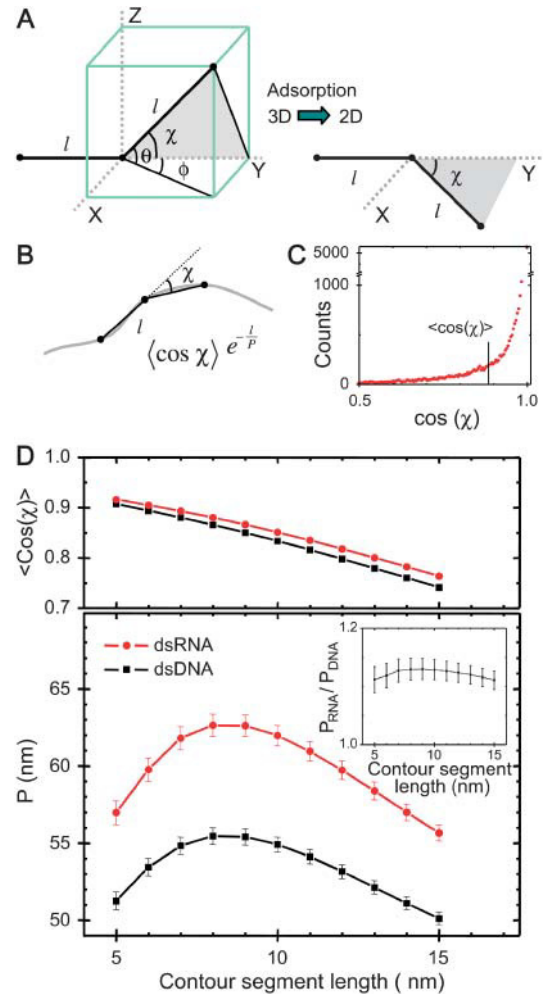 A
Z
l
χ
l
θ
ϕ
Y
X
Adsorption
3D 2D
l
χ
Y
X
l
B
χ
l
⟨cos χ⟩ e^{-l/P}
C
5000
1000
Counts
<cos(χ)>
0
0.5 1.0
cos (χ)
D
1.0
0.9
0.8
0.7
<Cos(χ)>
65
60
55
50
P (nm)
dsRNA
dsDNA
1.2
1.0
P_RNA / P_DNA
5 10 15
Contour segment
length (nm)
5 10 15
Contour segment length ( nm)